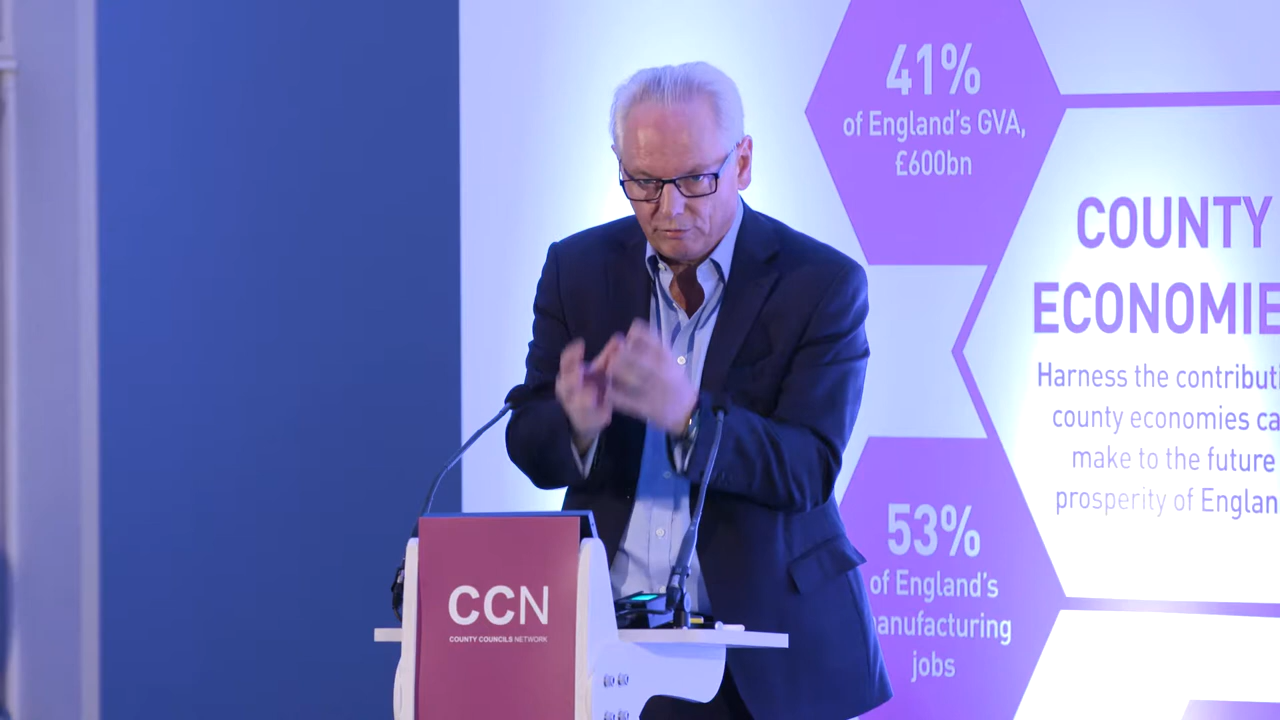 41%
of England's GVA,
£600bn
COUNTY
ECONOMIE
Harness the contributi
county economies ca
make to the future
prosperity of Englan
53%
of England's
anufacturing
jobs
CCN
COUNTY COUNCILS NETWORK